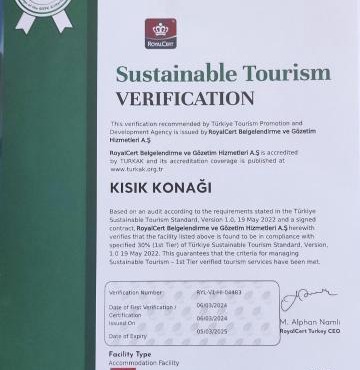 ROYALCERT
Sustainable Tourism
VERIFICATION
This verification recommended by Türkiye Tourism Promotion and
Development Agency is issued by RoyalCert Belgelendirme ve Gözetim
Hizmetleri A.Ş
RoyalCert Belgelendirme ve Gözetim Hizmetleri A.Ş is accredited
by TURKAK and its accreditation coverage is published at
www.turkak.org.tr
KISIK KONAĞI
Based on an audit according to the requirements stated in the Türkiye
Sustainable Tourism Standard, Version 1.0, 19 May 2022 and a signed
contract, RoyalCert Belgelendirme ve Gözetim Hizmetleri A.Ş herewith
verifies that the facility listed above is found to be in compliance with
specified 30% (1st Tier) of Türkiye Sustainable Tourism Standard, Version,
1.0 19 May 2022. This guarantees that the criteria for managing
Sustainable Tourism – 1st Tier verified tourism services have been met.
Verification Number:
Date of First Verification / 06/03/2024
Certification
Issued On 06/03/2024
Date of Expiry 05/03/2025
M. Alphan Namlı
RoyalCert Turkey CEO
Facility Type
Accommodation Facility